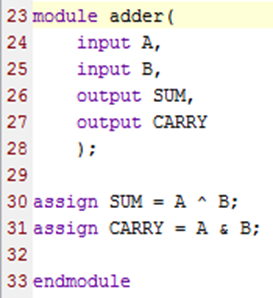 23 module adder(
24     input A,
25     input B,
26     output SUM,
27     output CARRY
28     );
29
30 assign SUM = A ^ B;
31 assign CARRY = A & B;
32
33 endmodule